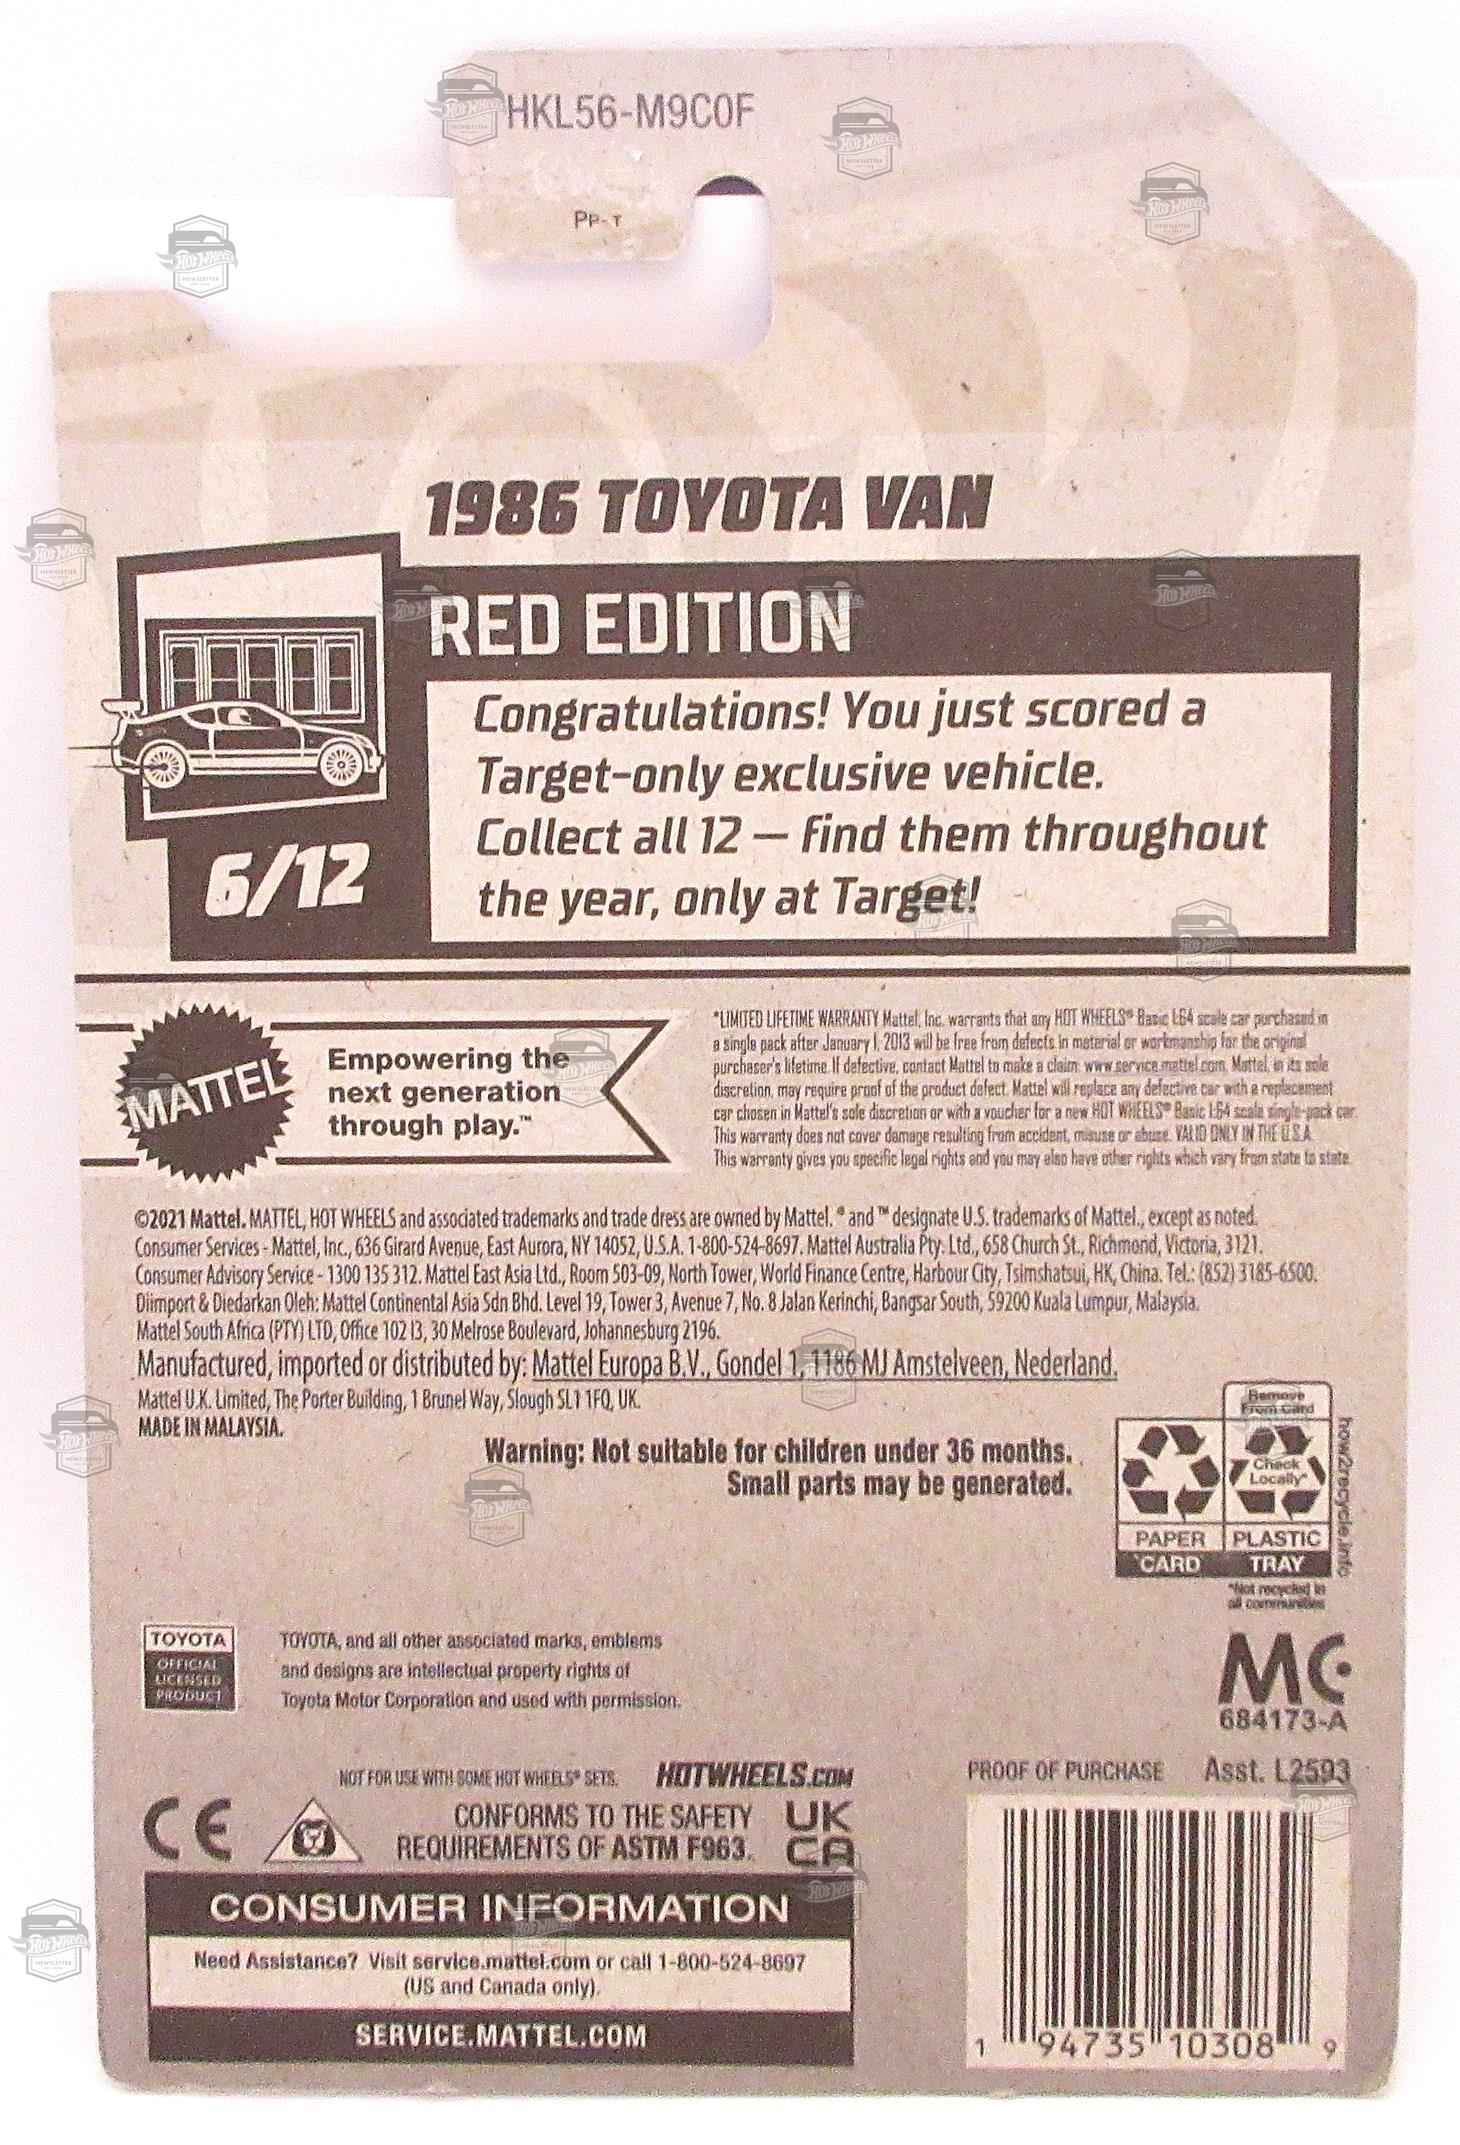 HKL56-M9C0F
PP-T
1986 TOYOTA VAN
RED EDITION
Congratulations! You just scored a
Target-only exclusive vehicle.
Collect all 12 — find them throughout
the year, only at Target!
6/12
MATTEL
Empowering the
next generation
through play.™
*LIMITED LIFETIME WARRANTY Mattel, Inc. warrants that any HOT WHEELS® Basic 1:64 scale car purchased in
a single pack after January 1, 2013 will be free from defects in material or workmanship for the original
purchaser's lifetime. If defective, contact Mattel to make a claim: www.service.mattel.com. Mattel, in its sole
discretion, may require proof of the product defect. Mattel will replace any defective car with a replacement
car chosen in Mattel's sole discretion or with a voucher for a new HOT WHEELS® Basic 1:64 scale single-pack car.
This warranty does not cover damage resulting from accident, misuse or abuse. VALID ONLY IN THE U.S.A.
This warranty gives you specific legal rights and you may also have other rights which vary from state to state.
©2021 Mattel. MATTEL, HOT WHEELS and associated trademarks and trade dress are owned by Mattel. ® and ™ designate U.S. trademarks of Mattel., except as noted.
Consumer Services - Mattel, Inc., 636 Girard Avenue, East Aurora, NY 14052, U.S.A. 1-800-524-8697. Mattel Australia Pty. Ltd., 658 Church St., Richmond, Victoria, 3121.
Consumer Advisory Service - 1300 135 312. Mattel East Asia Ltd., Room 503-09, North Tower, World Finance Centre, Harbour City, Tsimshatsui, HK, China. Tel.: (852) 3185-6500.
Diimport & Diedarkan Oleh: Mattel Continental Asia Sdn Bhd. Level 19, Tower 3, Avenue 7, No. 8 Jalan Kerinchi, Bangsar South, 59200 Kuala Lumpur, Malaysia.
Mattel South Africa (PTY) LTD, Office 102 I3, 30 Melrose Boulevard, Johannesburg 2196.
Manufactured, imported or distributed by: Mattel Europa B.V., Gondel 1, 1186 MJ Amstelveen, Nederland.
Mattel U.K. Limited, The Porter Building, 1 Brunel Way, Slough SL1 1FQ, UK.
MADE IN MALAYSIA.
Warning: Not suitable for children under 36 months.
Small parts may be generated.
Remove
From Card
Check
Locally*
PAPER PLASTIC
CARD TRAY
how2recycle.info
*Not recycled in
all communities
TOYOTA
OFFICIAL
LICENSED
PRODUCT
TOYOTA, and all other associated marks, emblems
and designs are intellectual property rights of
Toyota Motor Corporation and used with permission.
MC
684173-A
NOT FOR USE WITH SOME HOT WHEELS® SETS.
HOTWHEELS.COM
PROOF OF PURCHASE Asst. L2593
CE
CONFORMS TO THE SAFETY
REQUIREMENTS OF ASTM F963.
UK
CA
CONSUMER INFORMATION
Need Assistance? Visit service.mattel.com or call 1-800-524-8697
(US and Canada only).
SERVICE.MATTEL.COM
1 94735 10308 9
HOT WHEELS
NEWSLETTER